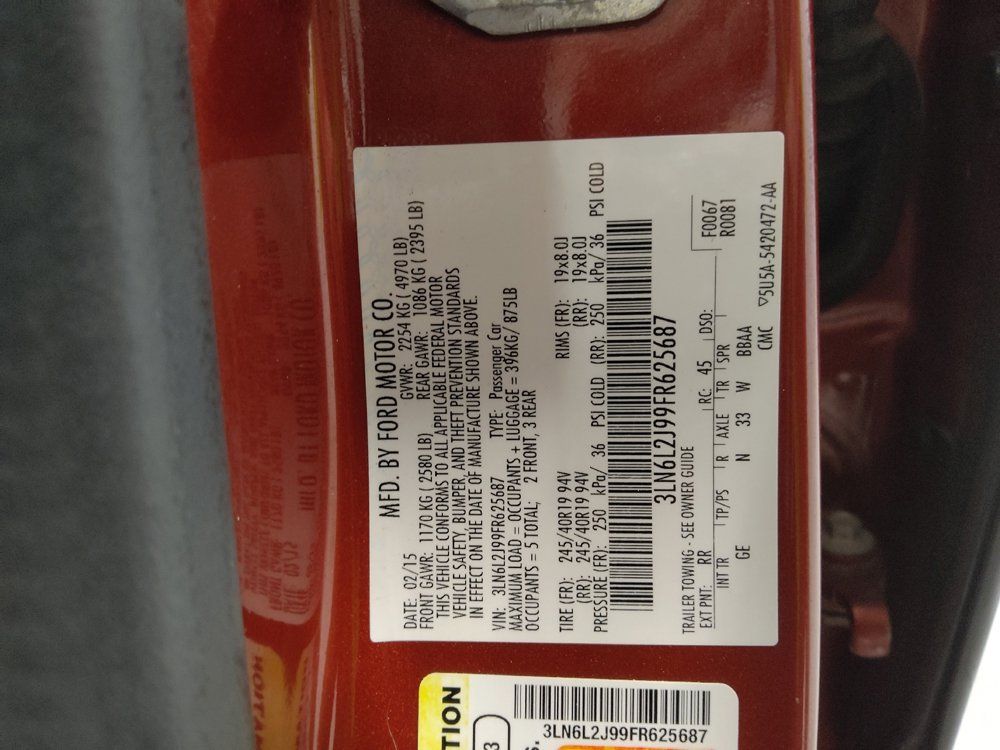 MFD. BY FORD MOTOR CO.
DATE: 02/15 GVWR: 2254 KG ( 4970 LB)
FRONT GAWR: 1170 KG ( 2580 LB) REAR GAWR: 1086 KG ( 2395 LB)
THIS VEHICLE CONFORMS TO ALL APPLICABLE FEDERAL MOTOR
VEHICLE SAFETY, BUMPER, AND THEFT PREVENTION STANDARDS
IN EFFECT ON THE DATE OF MANUFACTURE SHOWN ABOVE.
VIN: 3LN6L2J99FR625687 TYPE: Passenger Car
MAXIMUM LOAD = OCCUPANTS + LUGGAGE = 396KG/ 875LB
OCCUPANTS = 5 TOTAL; 2 FRONT, 3 REAR
TIRE (FR): 245/40R19 94V RIMS (FR): 19x8.0J
(RR): 245/40R19 94V (RR): 19x8.0J
PRESSURE (FR): 250 kPa/ 36 PSI COLD (RR): 250 kPa/ 36 PSI COLD
3LN6L2J99FR625687
TRAILER TOWING - SEE OWNER GUIDE F0067
EXT PNT: RR RC: 45 DSO: R0081
INT TR TP/PS R AXLE TR SPR
GE N 33 W BBAA
CMC ▽5U5A-5420472-AA
TION
3
S.
3LN6L2J99FR625687